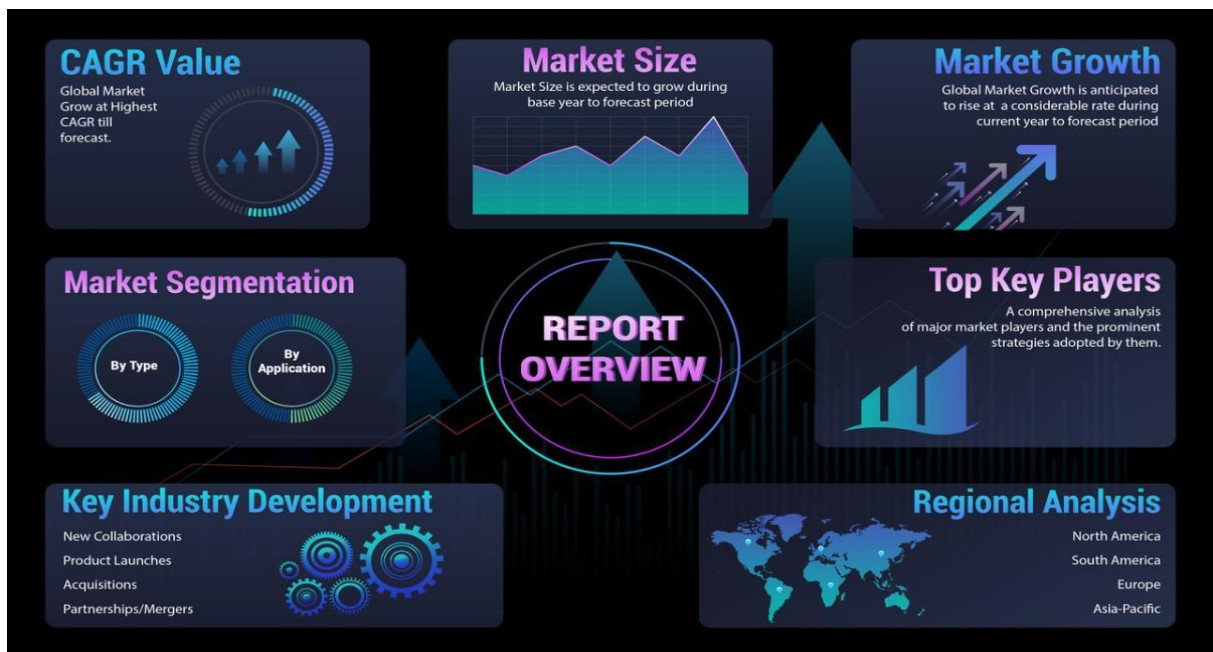 CAGR Value
Global Market
Grow at Highest
CAGR till
forecast.
Market Size
Market Size is expected to grow during
base year to forecast period
Market Growth
Global Market Growth is anticipated
to rise at a considerable rate during
current year to forecast period
Market Segmentation
By Type
By
Application
REPORT
OVERVIEW
Top Key Players
A comprehensive analysis
of major market players and the prominent
strategies adopted by them.
Key Industry Development
New Collaborations
Product Launches
Acquisitions
Partnerships/Mergers
Regional Analysis
North America
South America
Europe
Asia-Pacific